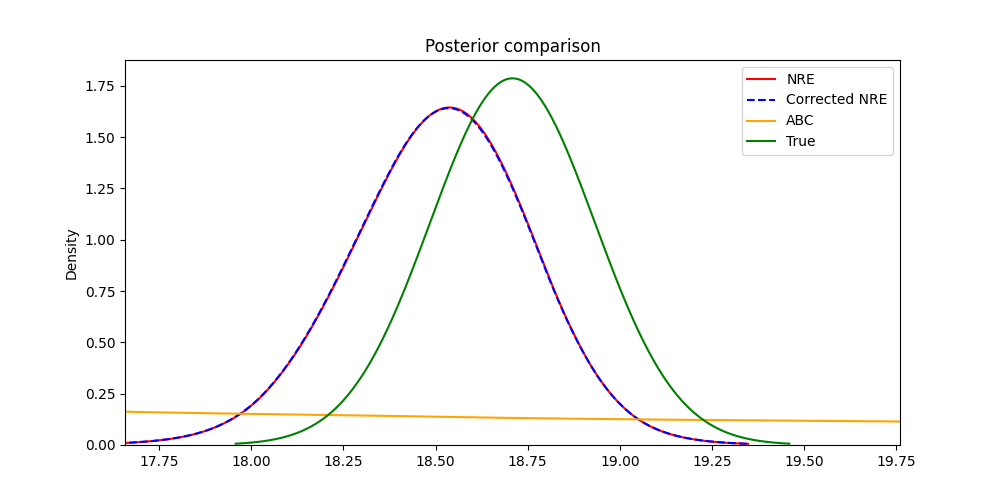 Posterior comparison
NRE
Corrected NRE
ABC
True
Density
1.75
1.50
1.25
1.00
0.75
0.50
0.25
0.00
17.75 18.00 18.25 18.50 18.75 19.00 19.25 19.50 19.75